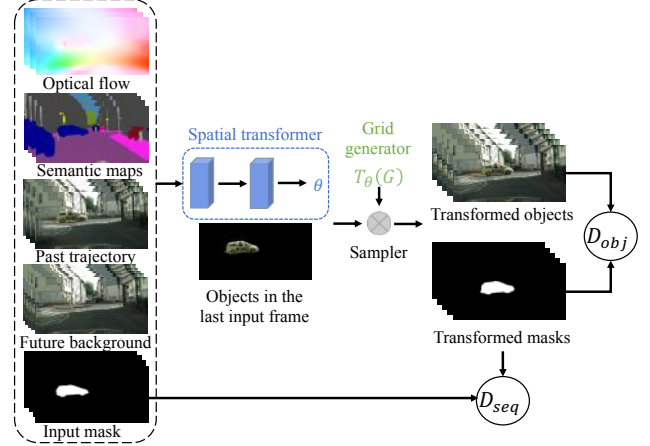 Optical flow
Semantic maps
Past trajectory
Future background
Input mask
Spatial transformer
θ
Objects in the
last input frame
Grid
generator
T_θ(G)
Sampler
Transformed objects
Transformed masks
D_obj
D_seq